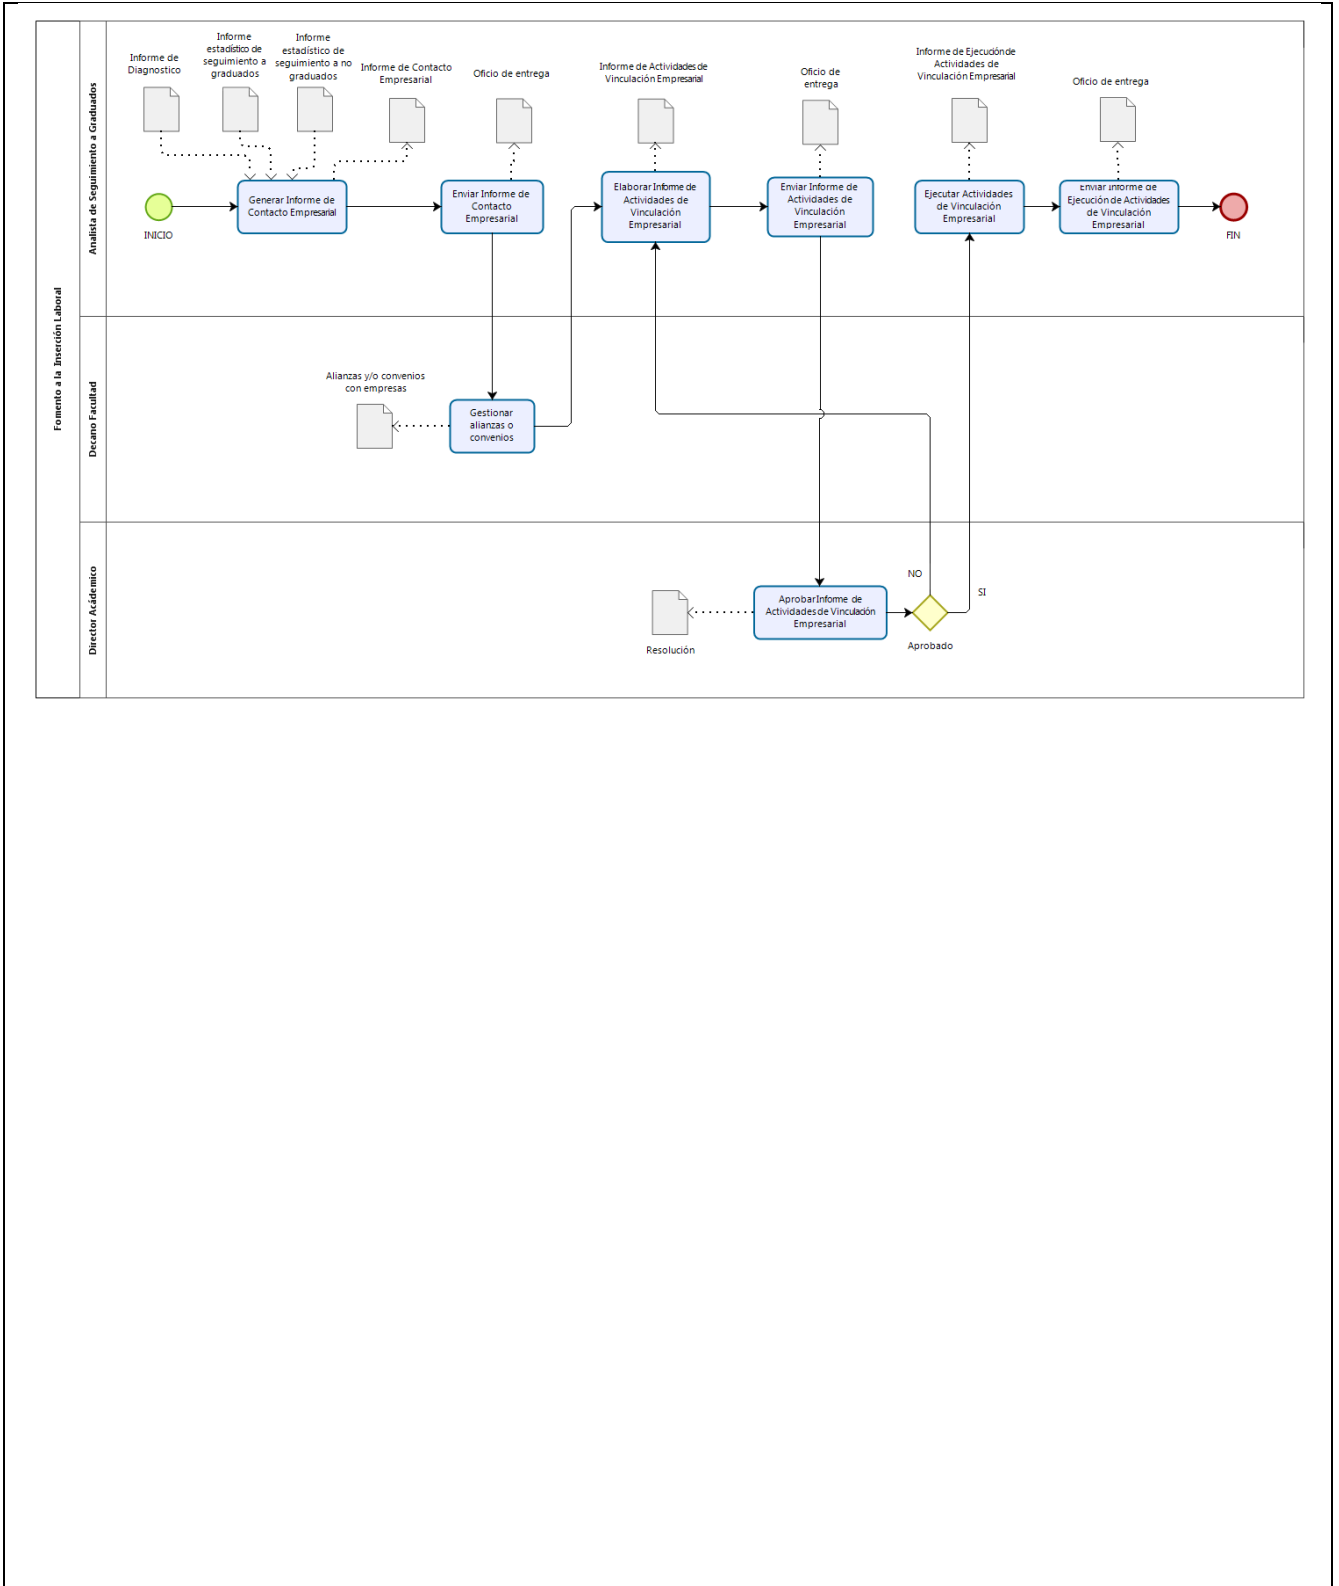 Fomento a la Inserción Laboral
Analista de Seguimiento a Graduados
Informe de
Diagnostico
Informe
estadístico de
seguimiento a
graduados
Informe
estadístico de
seguimiento a no
graduados
Informe de Contacto
Empresarial
Oficio de entrega
Informe de Actividades de
Vinculación Empresarial
Oficio de
entrega
Informe de Ejecución de
Actividades de
Vinculación Empresarial
Oficio de entrega
INICIO
Generar Informe de
Contacto Empresarial
Enviar Informe de
Contacto
Empresarial
Elaborar Informe de
Actividades de
Vinculación
Empresarial
Enviar Informe de
Actividades de
Vinculación
Empresarial
Ejecutar Actividades
de Vinculación
Empresarial
Enviar Informe de
Ejecución de Actividades
de Vinculación
Empresarial
FIN
Decano Facultad
Alianzas y/o convenios
con empresas
Gestionar
alianzas o
convenios
Director Acádemico
Resolución
Aprobar Informe de
Actividades de Vinculación
Empresarial
NO
SI
Aprobado